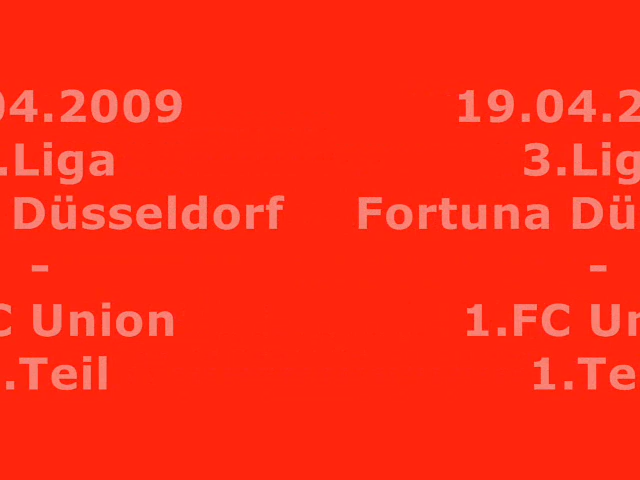 04.2009 19.04.2
.Liga 3.Lig
Düsseldorf Fortuna Dü
- -
C Union 1.FC Un
.Teil 1.Te